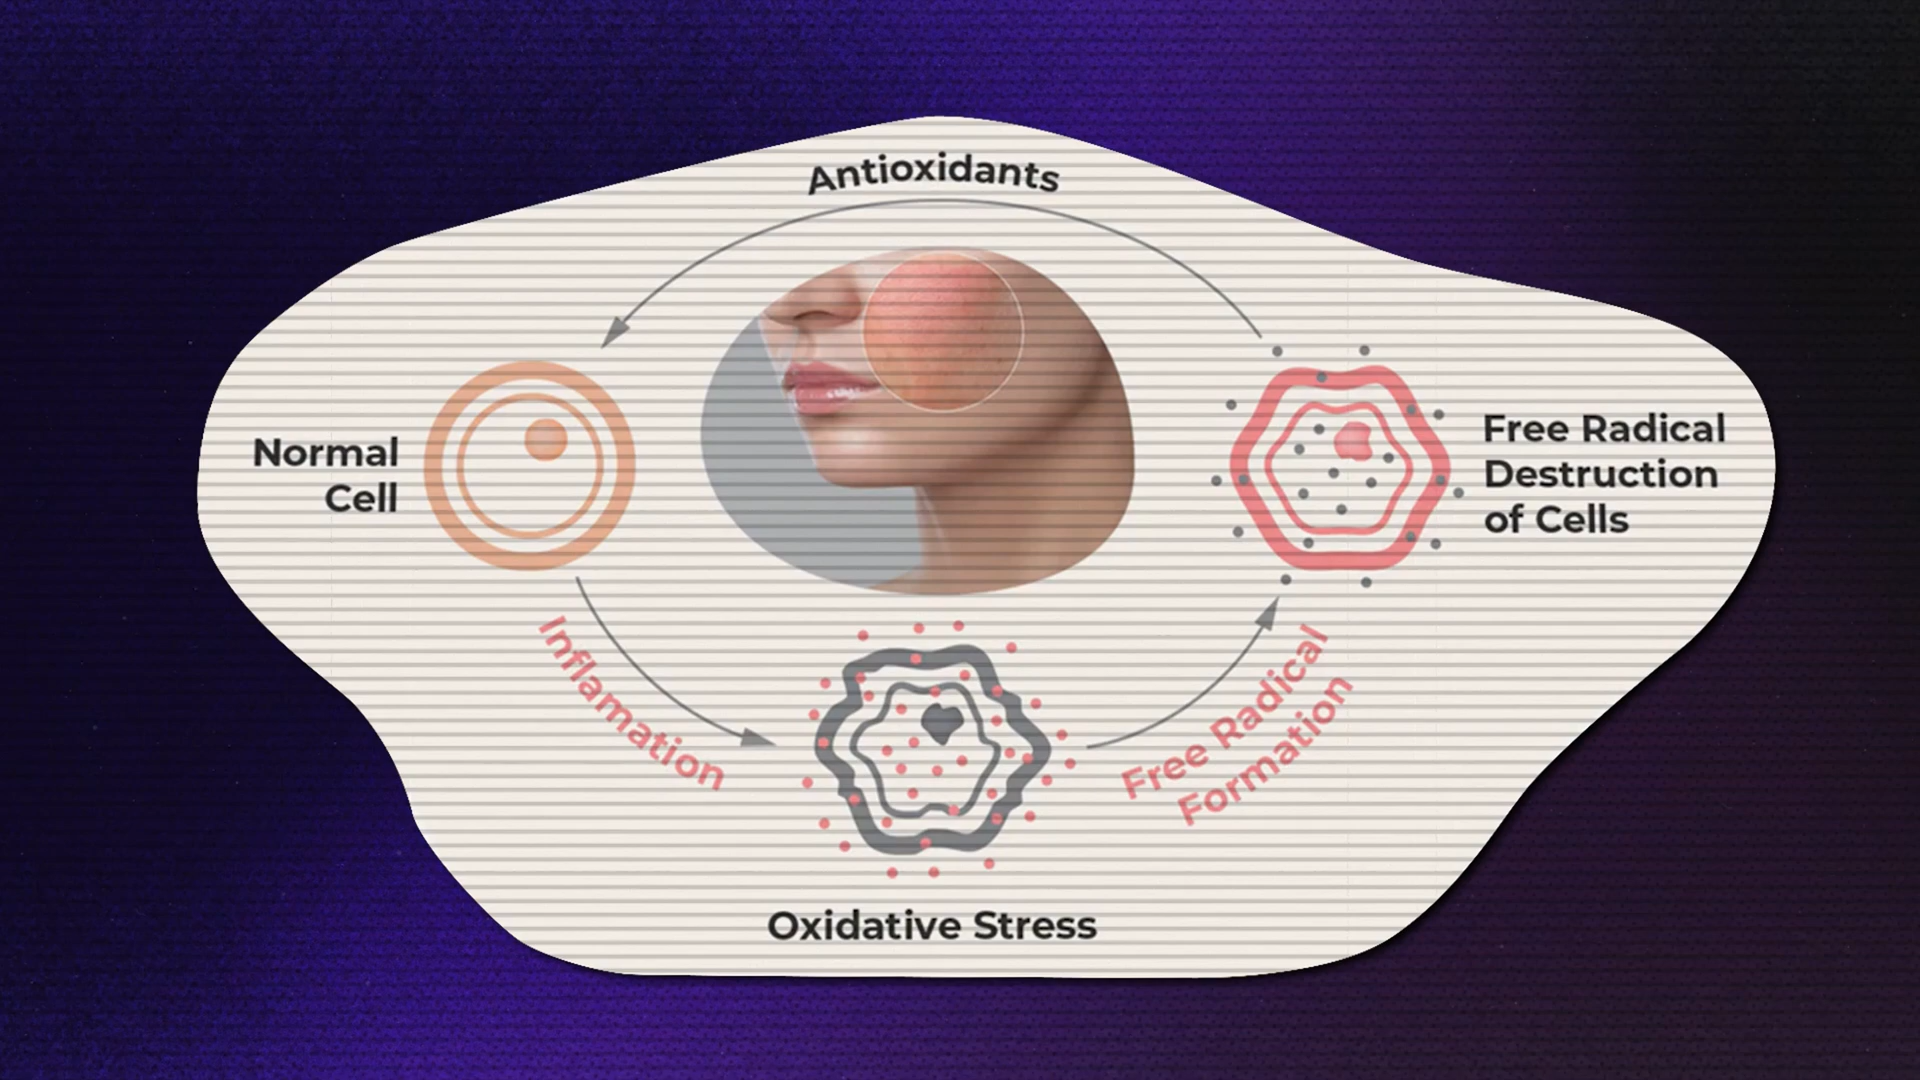 Antioxidants
Normal
Cell
Free Radical
Destruction
of Cells
Inflamation
Free Radical
Formation
Oxidative Stress